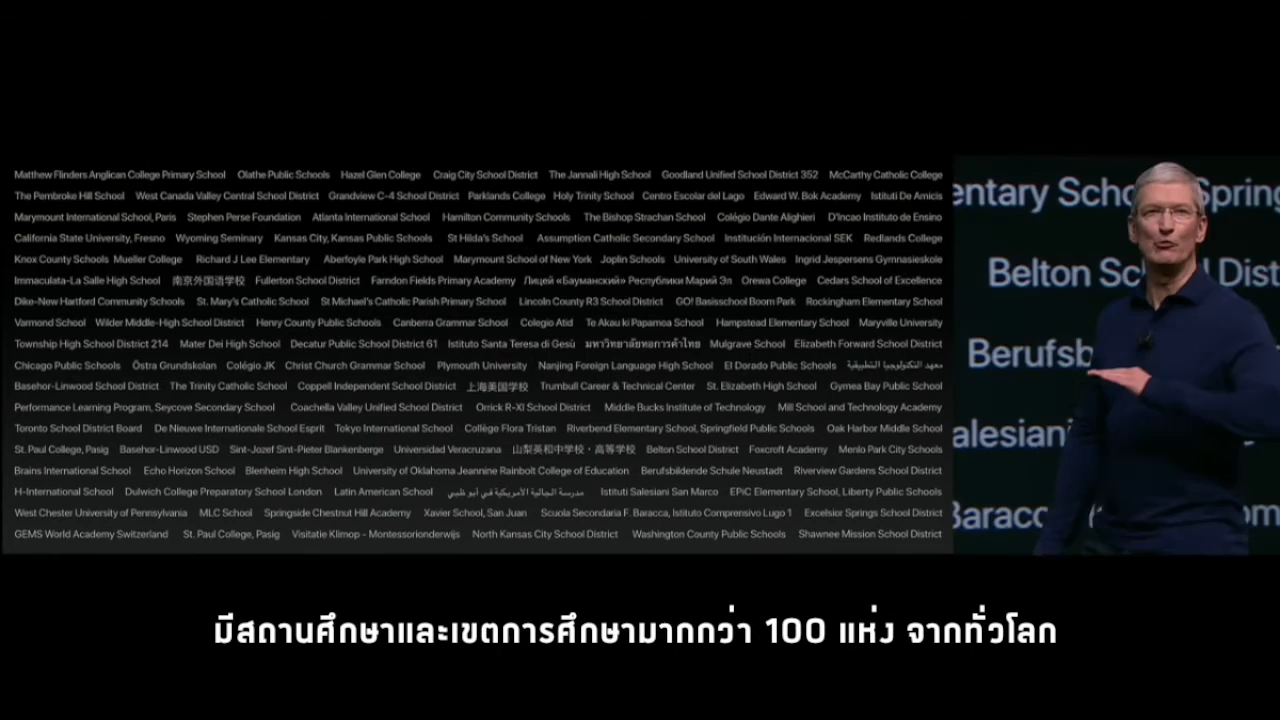 Matthew Flinders Anglican College Primary School Olathe Public Schools Hazel Glen College Craig City School District The Jannali High School Goodland Unified School District 352 McCarthy Catholic College
The Pembroke Hill School West Canada Valley Central School District Grandview C-4 School District Parklands College Holy Trinity School Centro Escolar del Lago Edward W. Bok Academy Istituti De Amicis
Marymount International School, Paris Stephen Perse Foundation Atlanta International School Hamilton Community Schools The Bishop Strachan School Colégio Dante Alighieri D'Incao Instituto de Ensino
California State University, Fresno Wyoming Seminary Kansas City, Kansas Public Schools St Hilda's School Assumption Catholic Secondary School Institución Internacional SEK Redlands College
Knox County Schools Mueller College Richard J Lee Elementary Aberfoyle Park High School Marymount School of New York Joplin Schools University of South Wales Ingrid Jespersens Gymnasieskole
Immaculata-La Salle High School 南京外国语学校 Fullerton School District Farndon Fields Primary Academy Лицей «Бауманский» Республики Марий Эл Orewa College Cedars School of Excellence
Dike-New Hartford Community Schools St. Mary's Catholic School St Michael's Catholic Parish Primary School Lincoln County R3 School District GO! Basisschool Boom Park Rockingham Elementary School
Varmond School Wilder Middle-High School District Henry County Public Schools Canberra Grammar School Colegio Atid Te Akau ki Papamoa School Hampstead Elementary School Maryville University
Township High School District 214 Mater Dei High School Decatur Public School District 61 Istituto Santa Teresa di Gesù มหาวิทยาลัยหอการค้าไทย Mulgrave School Elizabeth Forward School District
Chicago Public Schools Östra Grundskolan Colégio JK Christ Church Grammar School Plymouth University Nanjing Foreign Language High School El Dorado Public Schools معهد التكنولوجيا التطبيقية
Basehor-Linwood School District The Trinity Catholic School Coppell Independent School District 上海美国学校 Trumbull Career & Technical Center St. Elizabeth High School Gymea Bay Public School
Performance Learning Program, Seycove Secondary School Coachella Valley Unified School District Orrick R-XI School District Middle Bucks Institute of Technology Mill School and Technology Academy
Toronto School District Board De Nieuwe Internationale School Esprit Tokyo International School Collège Flora Tristan Riverbend Elementary School, Springfield Public Schools Oak Harbor Middle School
St. Paul College, Pasig Basehor-Linwood USD Sint-Jozef Sint-Pieter Blankenberge Universidad Veracruzana 山梨英和中学校・高等学校 Belton School District Foxcroft Academy Menlo Park City Schools
Brains International School Echo Horizon School Blenheim High School University of Oklahoma Jeannine Rainbolt College of Education Berufsbildende Schule Neustadt Riverview Gardens School District
H-International School Dulwich College Preparatory School London Latin American School مدرسة الجالية الأمريكية في أبو ظبي Istituti Salesiani San Marco EPiC Elementary School, Liberty Public Schools
West Chester University of Pennsylvania MLC School Springside Chestnut Hill Academy Xavier School, San Juan Scuola Secondaria F. Baracca, Istituto Comprensivo Lugo 1 Excelsior Springs School District
GEMS World Academy Switzerland St. Paul College, Pasig Visitatie Klimop - Montessorionderwijs North Kansas City School District Washington County Public Schools Shawnee Mission School District
entary Scho Spring
Belton Sc l Dist
Berufsb
alesiani
Baracc om
มีสถานศึกษาและเขตการศึกษามากกว่า 100 แห่ง จากทั่วโลก